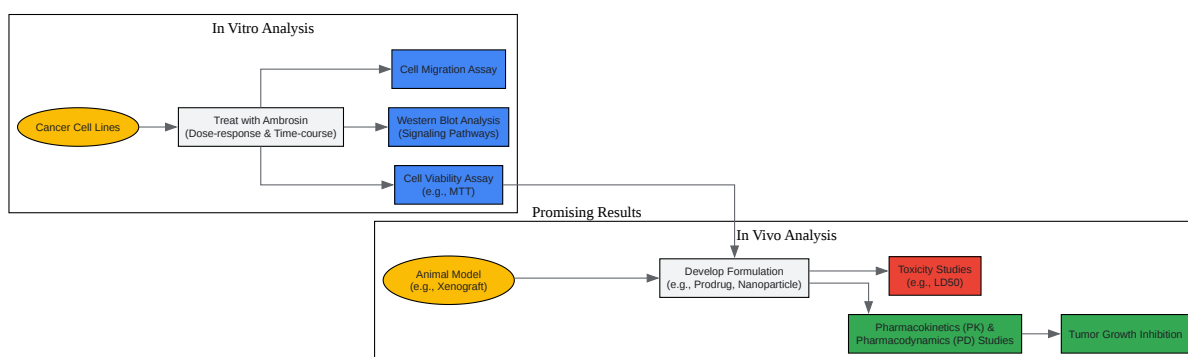 In Vitro Analysis
Cell Migration Assay
Cancer Cell Lines
Treat with Ambrosin
(Dose-response & Time-course)
Western Blot Analysis
(Signaling Pathways)
Cell Viability Assay
(e.g., MTT)
Promising Results
In Vivo Analysis
Animal Model
(e.g., Xenograft)
Develop Formulation
(e.g., Prodrug, Nanoparticle)
Toxicity Studies
(e.g., LD50)
Pharmacokinetics (PK) &
Pharmacodynamics (PD) Studies
Tumor Growth Inhibition